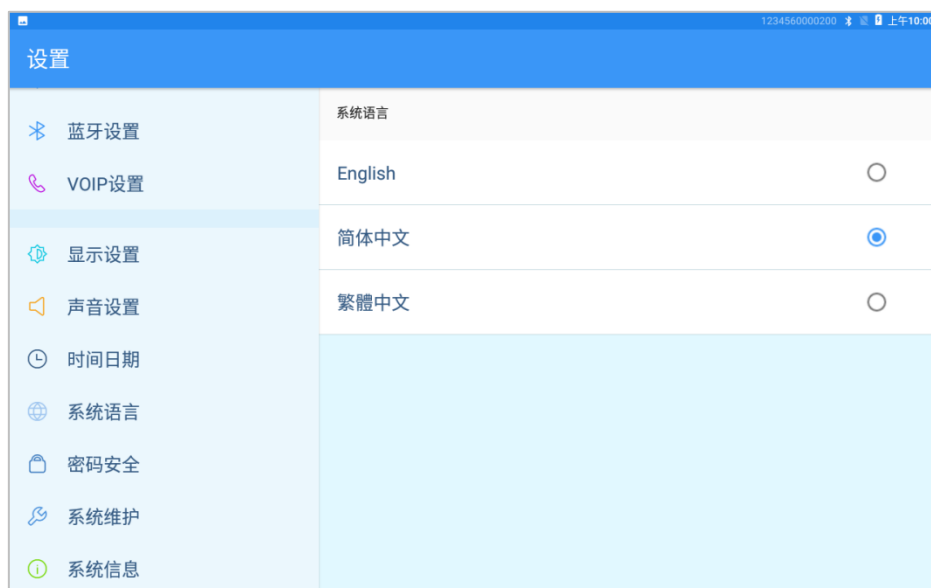 1234560000200 上午10:00
设置
蓝牙设置
VOIP设置
显示设置
声音设置
时间日期
系统语言
密码安全
系统维护
系统信息
系统语言
English
简体中文
繁體中文